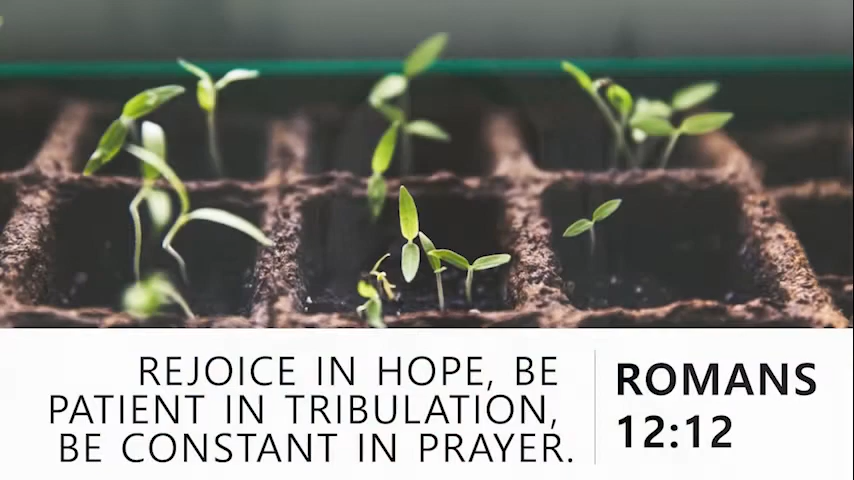 REJOICE IN HOPE, BE
PATIENT IN TRIBULATION,
BE CONSTANT IN PRAYER.
ROMANS
12:12